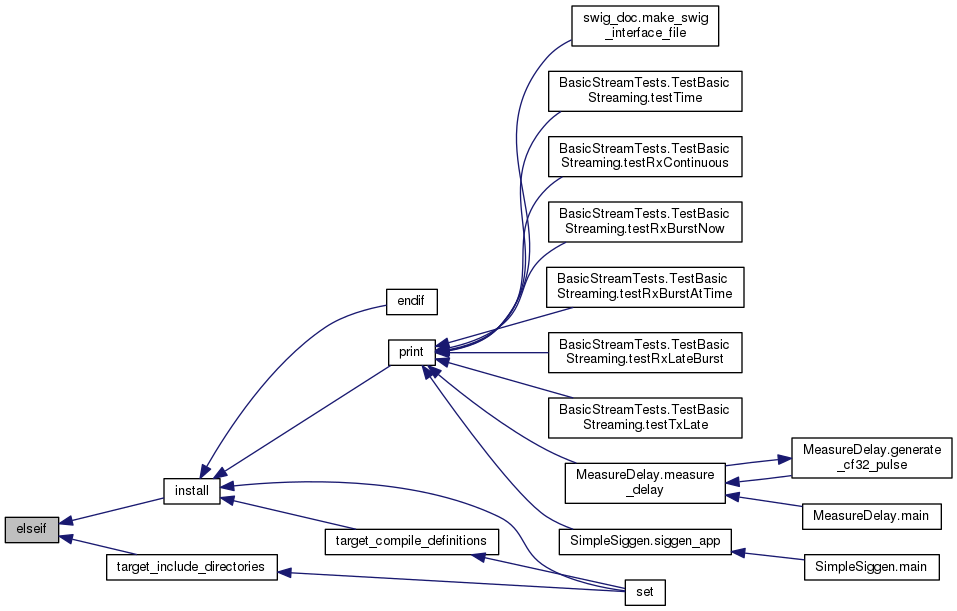 swig_doc.make_swig
_interface_file
BasicStreamTests.TestBasic
Streaming.testTime
BasicStreamTests.TestBasic
Streaming.testRxContinuous
BasicStreamTests.TestBasic
Streaming.testRxBurstNow
BasicStreamTests.TestBasic
Streaming.testRxBurstAtTime
endif
print
BasicStreamTests.TestBasic
Streaming.testRxLateBurst
BasicStreamTests.TestBasic
Streaming.testTxLate
MeasureDelay.generate
_cf32_pulse
MeasureDelay.measure
_delay
install
MeasureDelay.main
elseif
target_compile_definitions
SimpleSiggen.siggen_app
target_include_directories
SimpleSiggen.main
set